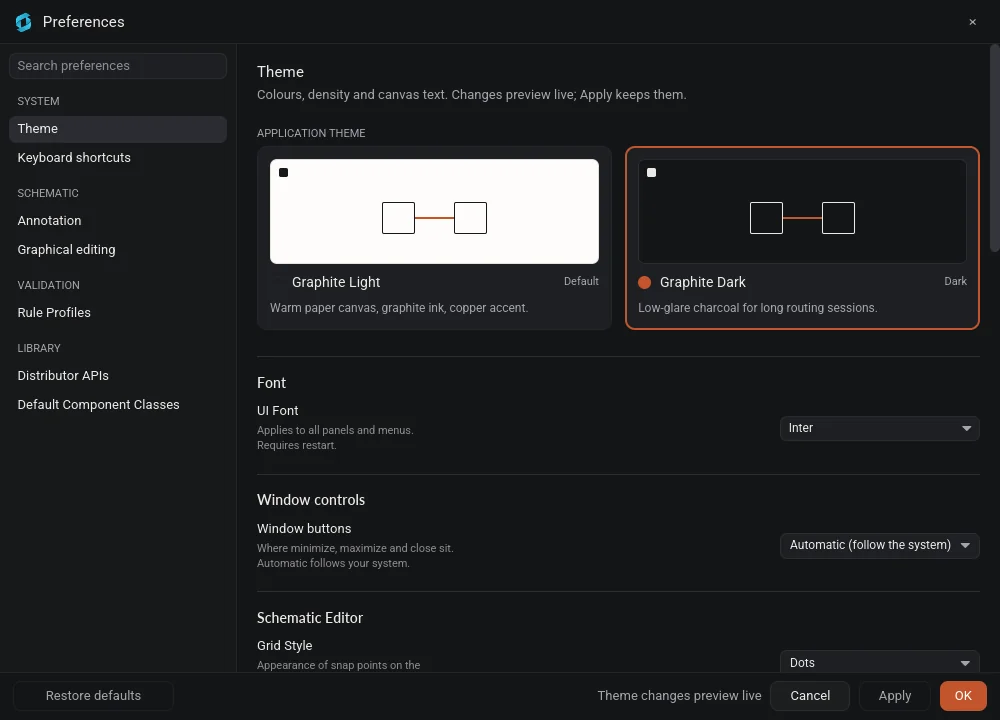 Preferences
×
Search preferences
SYSTEM
Theme
Keyboard shortcuts
SCHEMATIC
Annotation
Graphical editing
VALIDATION
Rule Profiles
LIBRARY
Distributor APIs
Default Component Classes
Theme
Colours, density and canvas text. Changes preview live; Apply keeps them.
APPLICATION THEME
Graphite Light
Default
Warm paper canvas, graphite ink, copper accent.
Graphite Dark
Dark
Low-glare charcoal for long routing sessions.
Font
UI Font
Applies to all panels and menus.
Requires restart.
Inter
Window controls
Window buttons
Where minimize, maximize and close sit.
Automatic follows your system.
Automatic (follow the system)
Schematic Editor
Grid Style
Appearance of snap points on the
Dots
Restore defaults
Theme changes preview live
Cancel
Apply
OK